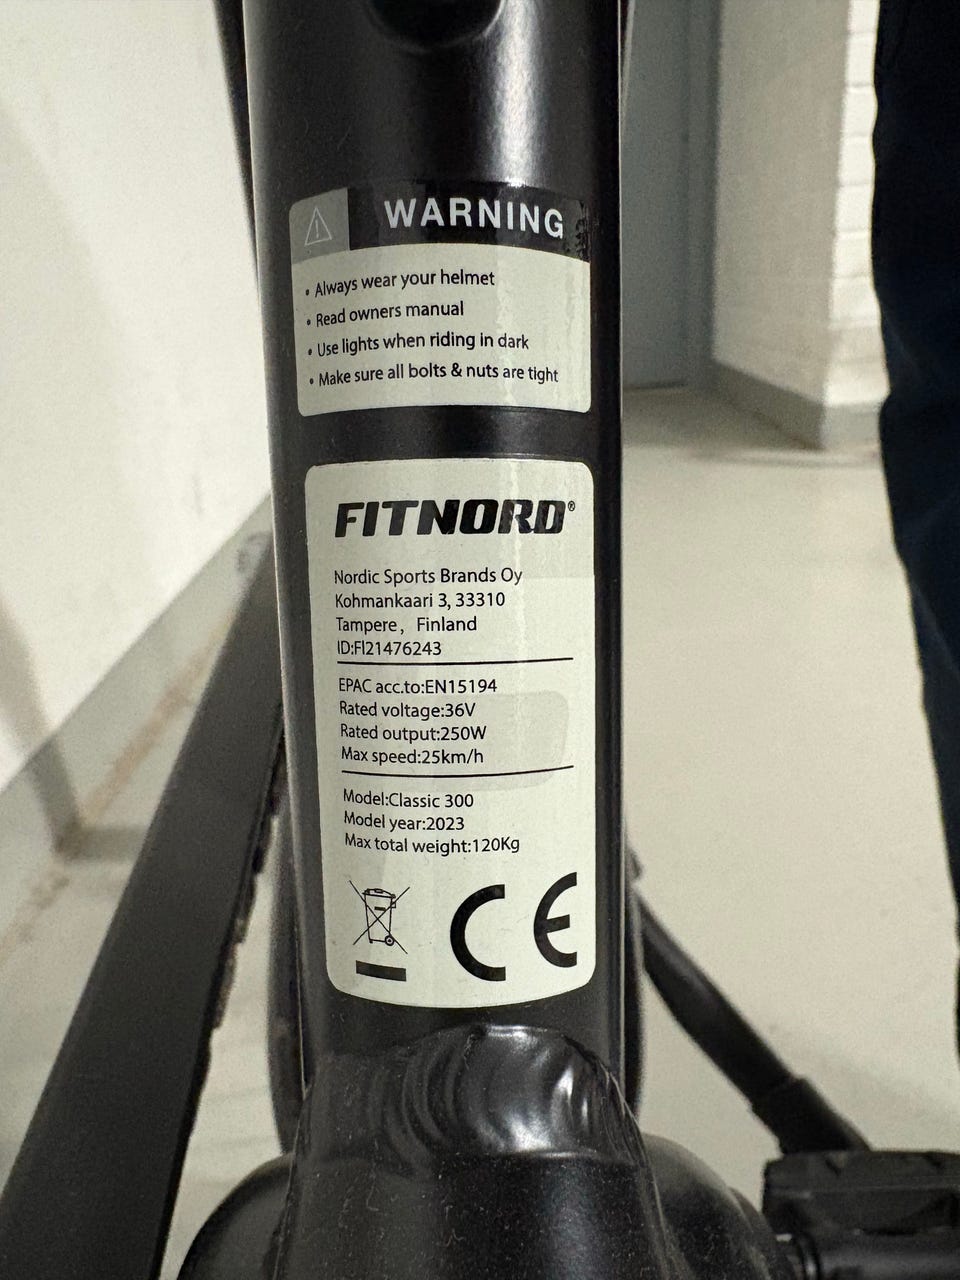 WARNING
• Always wear your helmet
• Read owners manual
• Use lights when riding in dark
• Make sure all bolts & nuts are tight
FITNORD®
Nordic Sports Brands Oy
Kohmankaari 3, 33310
Tampere, Finland
ID:FI21476243
EPAC acc.to:EN15194
Rated voltage:36V
Rated output:250W
Max speed:25km/h
Model:Classic 300
Model year:2023
Max total weight:120Kg
CE